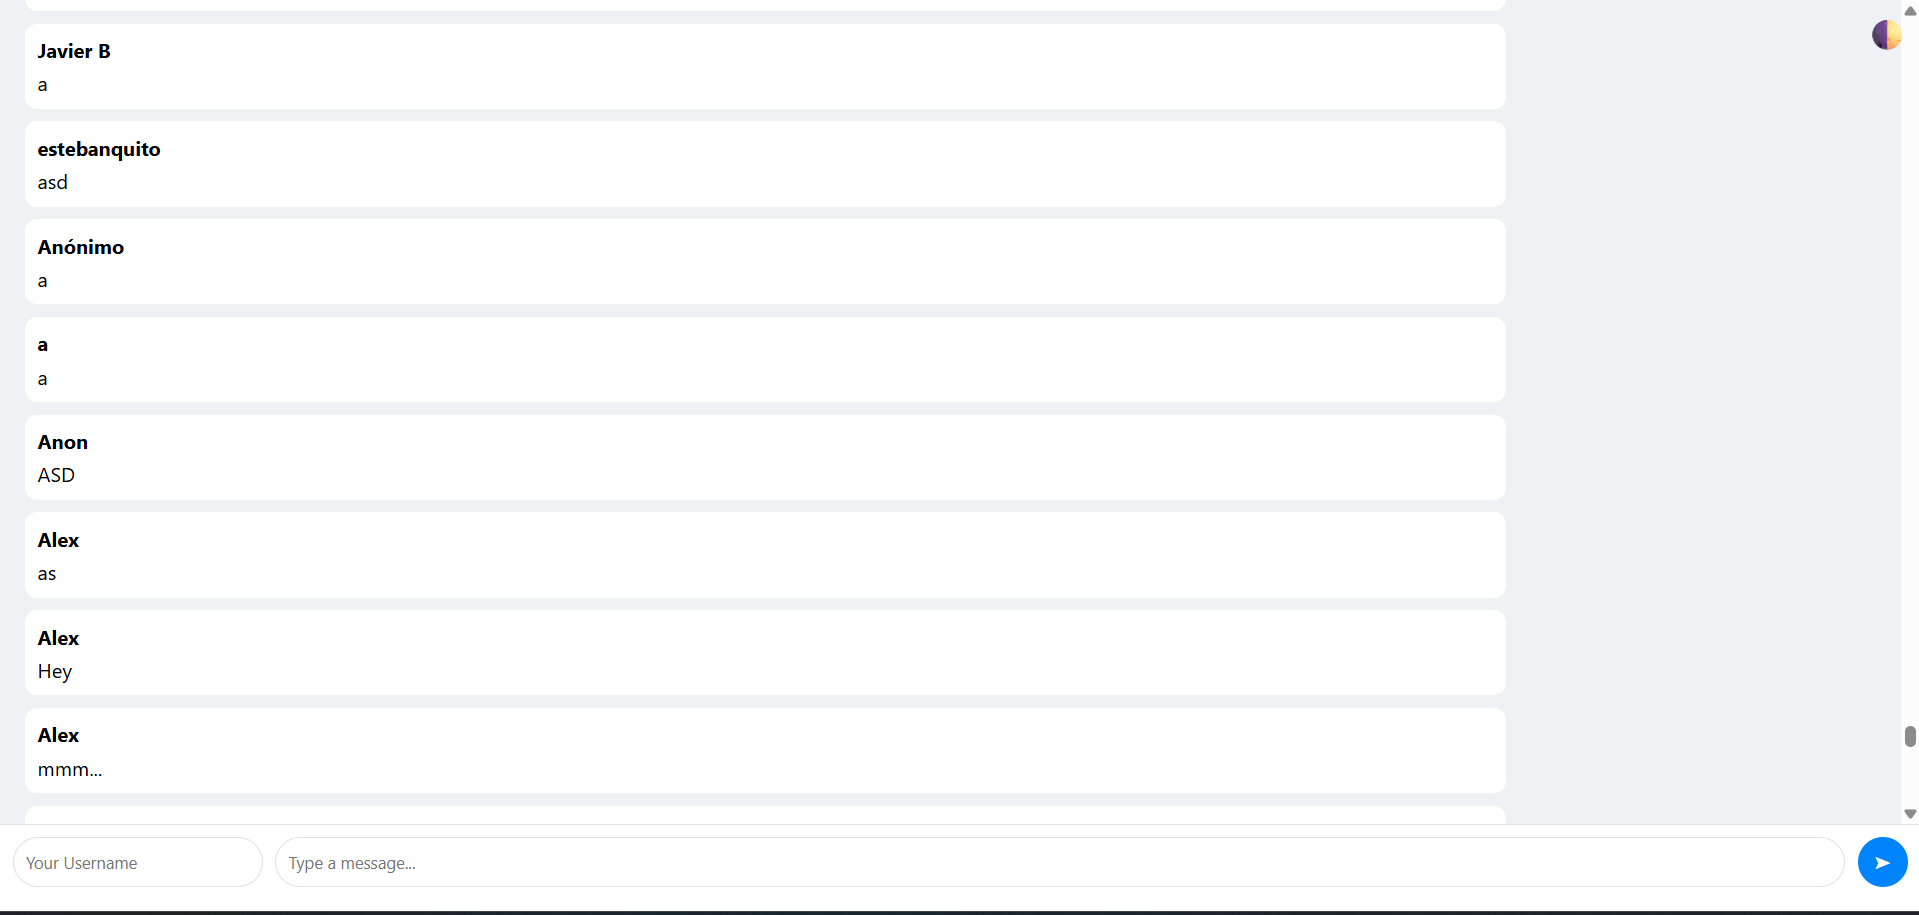 Javier B
a
estebanquito
asd
Anónimo
a
a
a
Anon
ASD
Alex
as
Alex
Hey
Alex
mmm...
Your Username
Type a message...